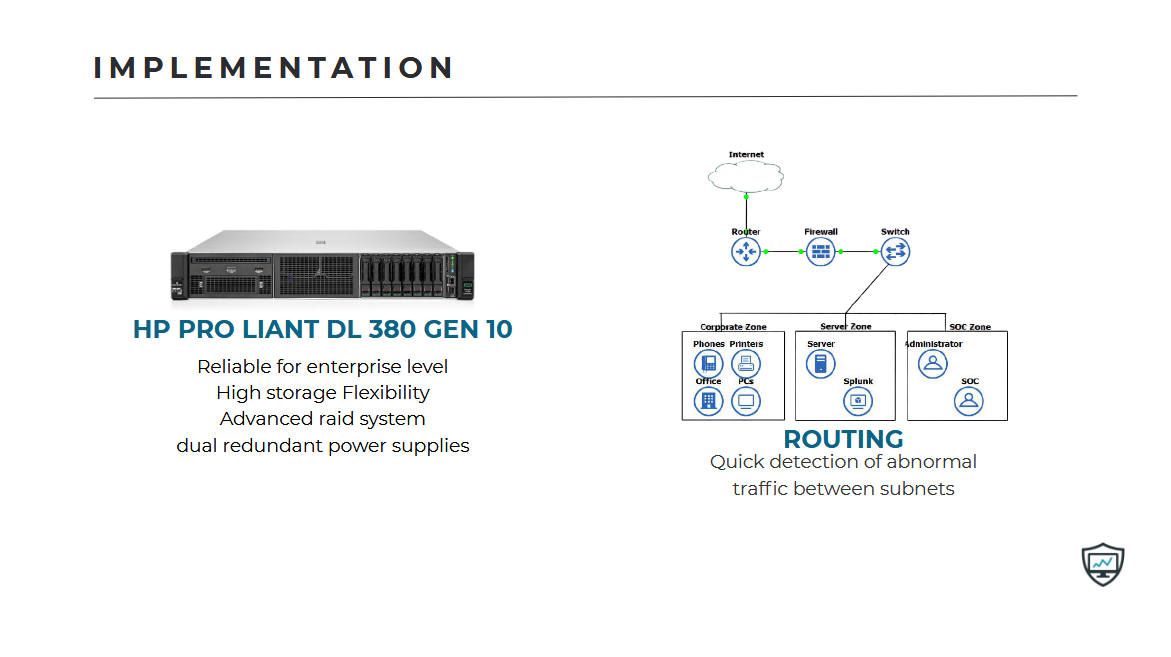 IMPLEMENTATION
HP PRO LIANT DL 380 GEN 10
Reliable for enterprise level
High storage Flexibility
Advanced raid system
dual redundant power supplies
Internet
Router
Firewall
Switch
Corporate Zone
Server Zone
SOC Zone
Phones
Printers
Office
PCs
Server
Splunk
Administrator
SOC
ROUTING
Quick detection of abnormal
traffic between subnets